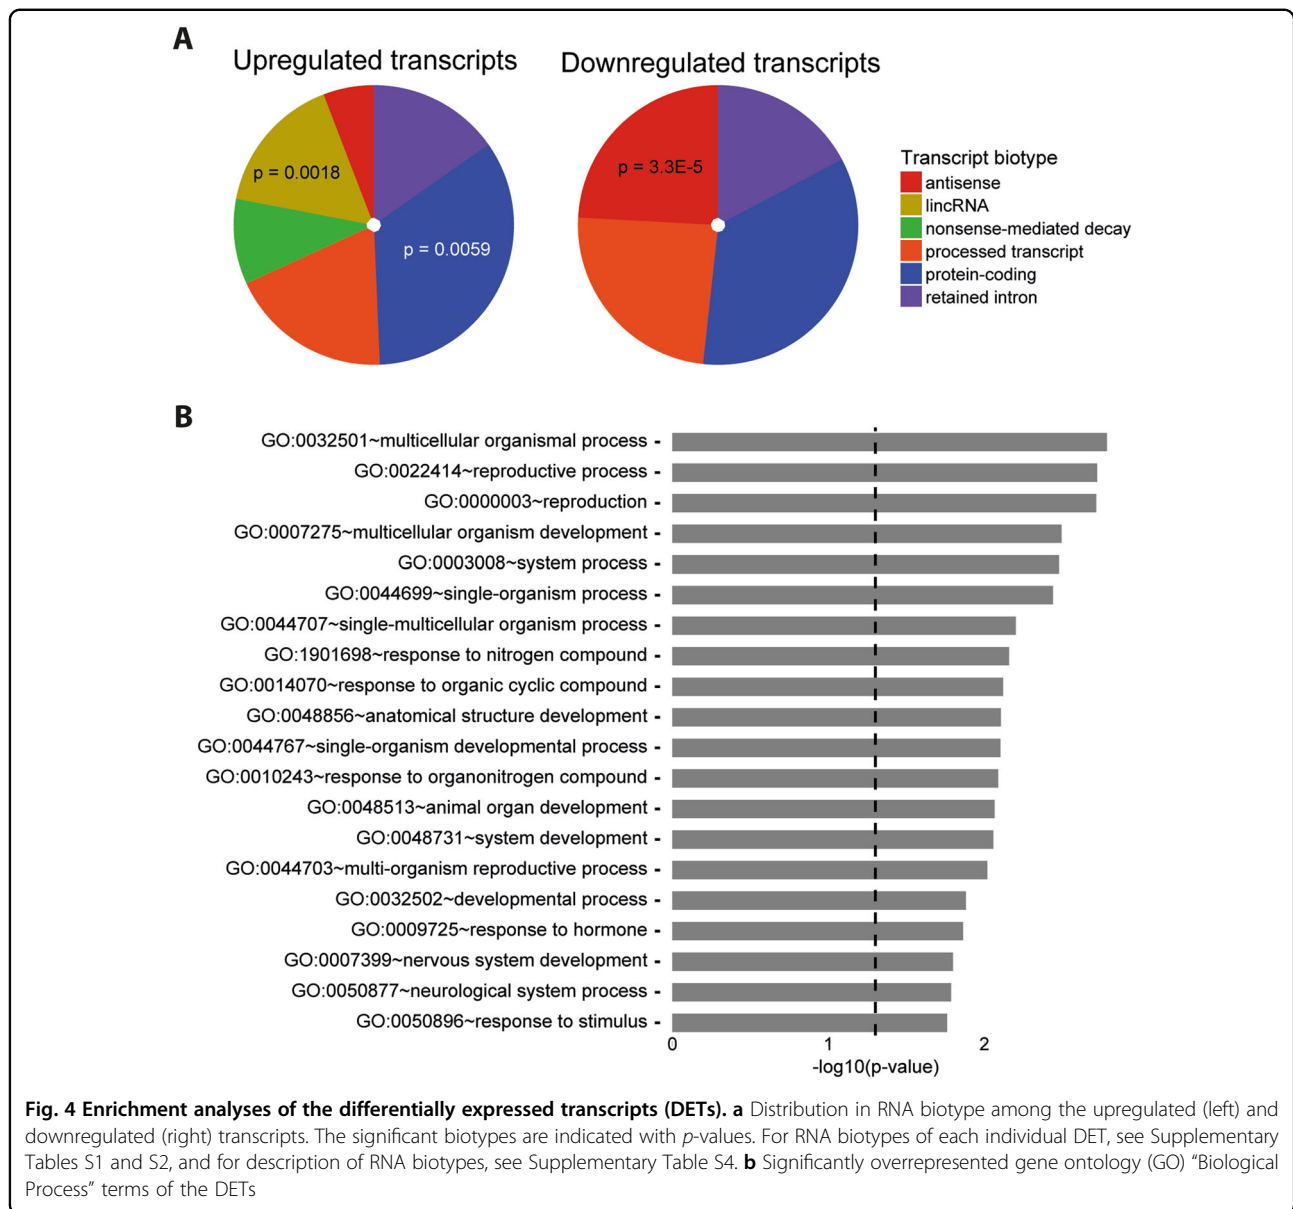 A
Upregulated transcripts
Downregulated transcripts
p = 0.0018
p = 0.0059
p = 3.3E-5
Transcript biotype
antisense
lincRNA
nonsense-mediated decay
processed transcript
protein-coding
retained intron
B
GO:0032501~multicellular organismal process
GO:0022414~reproductive process
GO:0000003~reproduction
GO:0007275~multicellular organism development
GO:0003008~system process
GO:0044699~single-organism process
GO:0044707~single-multicellular organism process
GO:1901698~response to nitrogen compound
GO:0014070~response to organic cyclic compound
GO:0048856~anatomical structure development
GO:0044767~single-organism developmental process
GO:0010243~response to organonitrogen compound
GO:0048513~animal organ development
GO:0048731~system development
GO:0044703~multi-organism reproductive process
GO:0032502~developmental process
GO:0009725~response to hormone
GO:0007399~nervous system development
GO:0050877~neurological system process
GO:0050896~response to stimulus
0 1 2
-log10(p-value)
Fig. 4 Enrichment analyses of the differentially expressed transcripts (DETs). a Distribution in RNA biotype among the upregulated (left) and
downregulated (right) transcripts. The significant biotypes are indicated with p-values. For RNA biotypes of each individual DET, see Supplementary
Tables S1 and S2, and for description of RNA biotypes, see Supplementary Table S4. b Significantly overrepresented gene ontology (GO) “Biological
Process” terms of the DETs